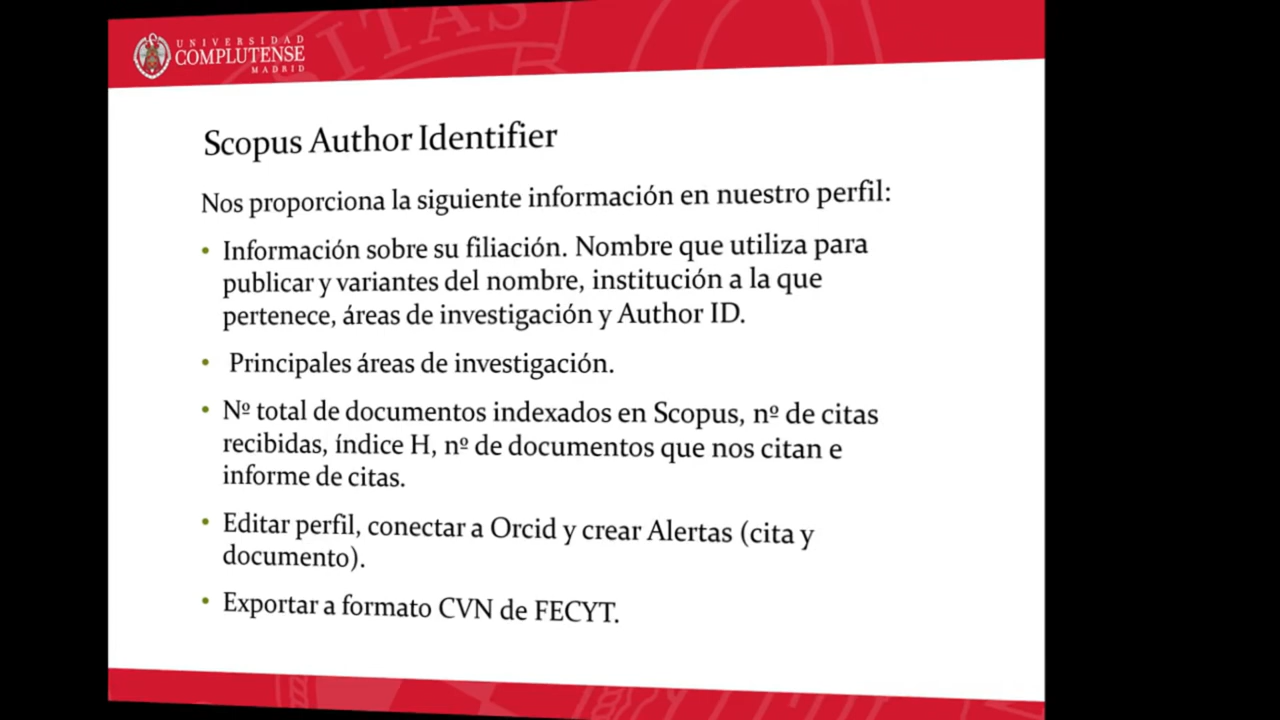 UNIVERSIDAD
COMPLUTENSE
MADRID
Scopus Author Identifier
Nos proporciona la siguiente información en nuestro perfil:
• Información sobre su filiación. Nombre que utiliza para
publicar y variantes del nombre, institución a la que
pertenece, áreas de investigación y Author ID.
• Principales áreas de investigación.
• Nº total de documentos indexados en Scopus, nº de citas
recibidas, índice H, nº de documentos que nos citan e
informe de citas.
• Editar perfil, conectar a Orcid y crear Alertas (cita y
documento).
• Exportar a formato CVN de FECYT.